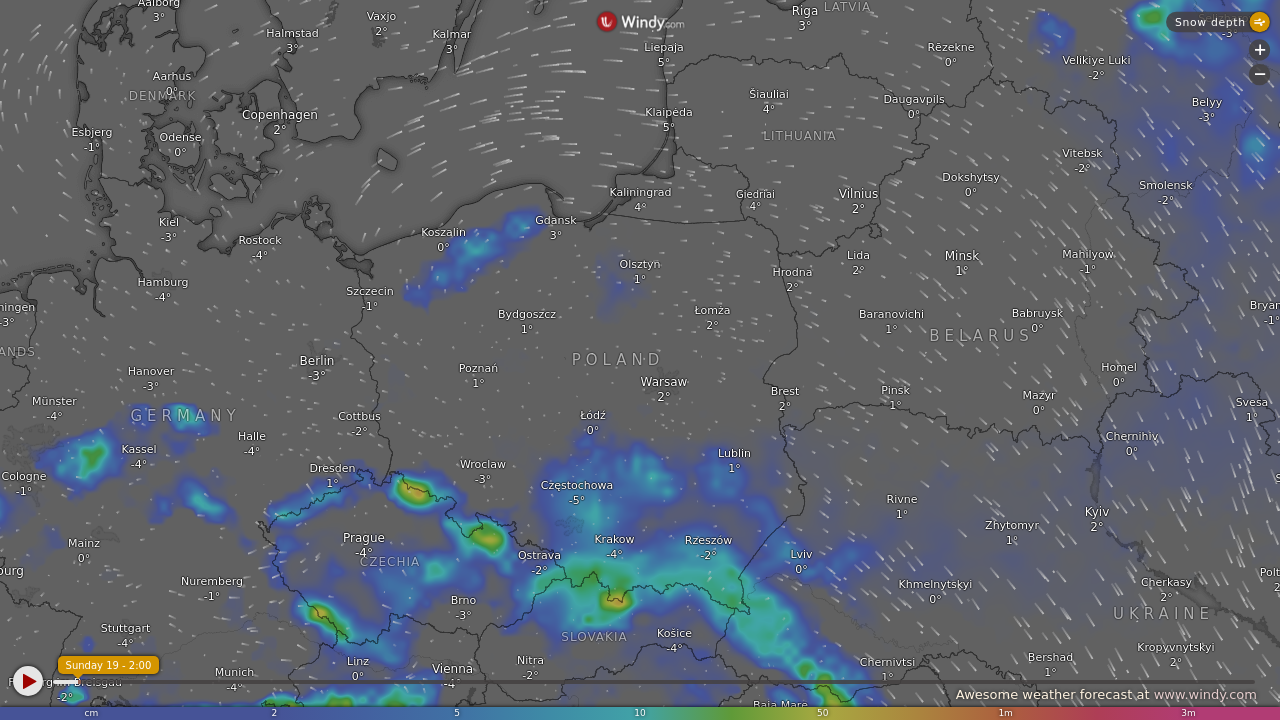 Aalborg
3°
Vaxjo
2°
Halmstad
3°
Kalmar
3°
Windy.com
Liepaja
5°
Riga
3°
LATVIA
Rēzekne
0°
Snow depth
-3°
Velikiye Luki
-2°
Aarhus
0°
DENMARK
Copenhagen
2°
Esbjerg
-1°
Odense
0°
Klaipėda
5°
Šiauliai
4°
LITHUANIA
Daugavpils
0°
Belyy
-3°
Vitebsk
-2°
Kaliningrad
4°
Giedriai
4°
Vilnius
2°
Dokshytsy
0°
Smolensk
-2°
Kiel
-3°
Rostock
-4°
Koszalin
0°
Gdansk
3°
Olsztyn
1°
Hrodna
2°
Lida
2°
Minsk
1°
Mahilyow
-1°
Hamburg
-4°
Szczecin
-1°
Bydgoszcz
1°
Łomża
2°
Baranovichi
1°
Babruysk
0°
BELARUS
-3°
-1°
Berlin
-3°
Hanover
-3°
Poznań
1°
POLAND
Warsaw
2°
Brest
2°
Pinsk
1°
Mazyr
0°
Homel
0°
Münster
-4°
GERMANY
Cottbus
-2°
Łódź
0°
Svesa
1°
Kassel
-4°
Halle
-4°
Lublin
1°
Chernihiv
0°
Cologne
-1°
Dresden
1°
Wroclaw
-3°
Częstochowa
-5°
Rivne
1°
Zhytomyr
1°
Kyiv
2°
Mainz
0°
Prague
-4°
CZECHIA
Ostrava
-2°
Krakow
-4°
Rzeszów
-2°
Lviv
0°
Khmelnytskyi
0°
Cherkasy
2°
Nuremberg
-1°
Brno
-3°
UKRAINE
Stuttgart
-4°
SLOVAKIA
Košice
-4°
Kropyvnytskyi
2°
Sunday 19 - 2:00
Munich
-4°
Linz
0°
Vienna
-4°
Nitra
-2°
Chernivtsi
1°
Bershad
1°
-2°
Baia Mare
Awesome weather forecast at www.windy.com
cm 2 5 10 50 1m 3m